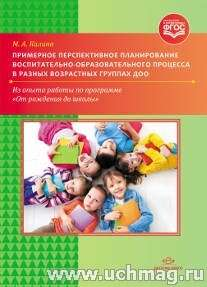 ФГОС
М. А. Калина
ПРИМЕРНОЕ ПЕРСПЕКТИВНОЕ ПЛАНИРОВАНИЕ
ВОСПИТАТЕЛЬНО-ОБРАЗОВАТЕЛЬНОГО ПРОЦЕССА
В РАЗНЫХ ВОЗРАСТНЫХ ГРУППАХ ДОО
Из опыта работы по программе
«От рождения до школы»
www.uchmag.ru